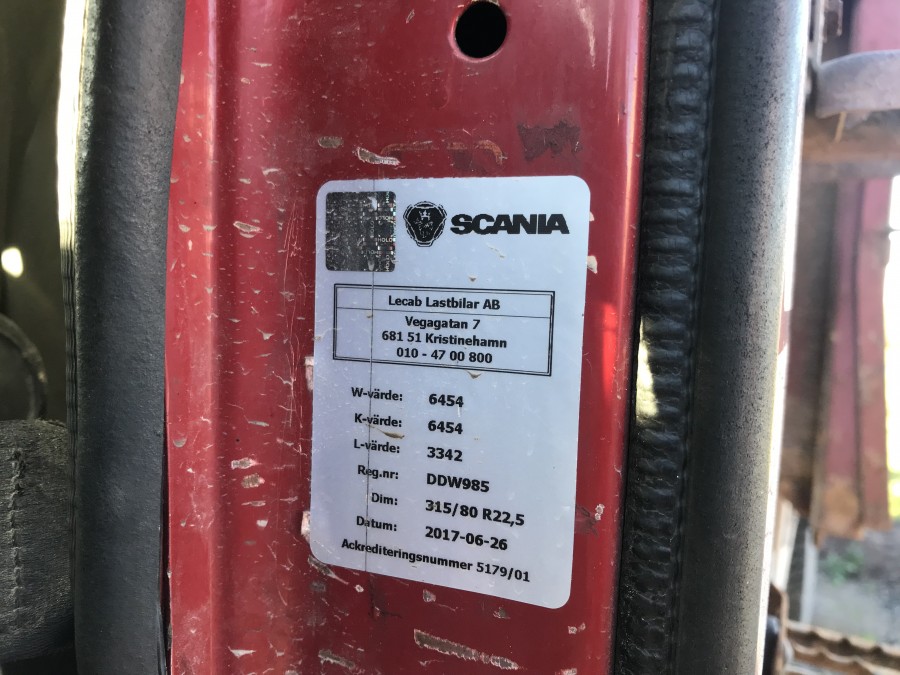 SCANIA
Lecab Lastbilar AB
Vegagatan 7
681 51 Kristinehamn
010 - 47 00 800
W-värde: 6454
K-värde: 6454
L-värde: 3342
Reg.nr: DDW985
Dim: 315/80 R22,5
Datum: 2017-06-26
Ackrediteringsnummer 5179/01